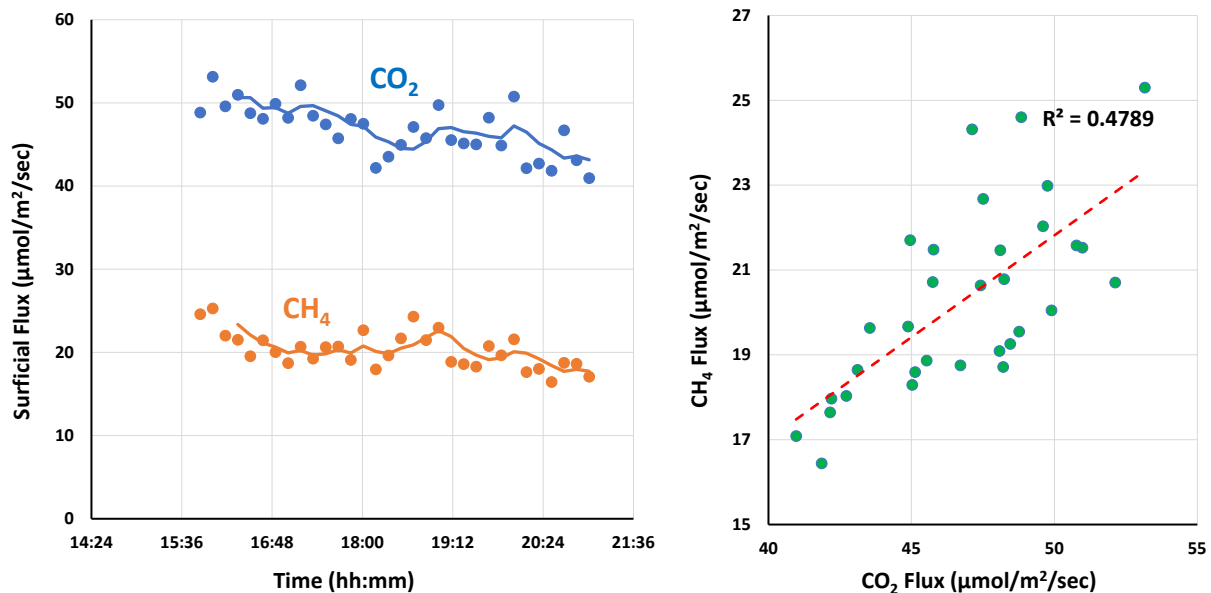 60
50
40
30
20
10
0
Surficial Flux (µmol/m²/sec)
CO₂
CH₄
14:24 15:36 16:48 18:00 19:12 20:24 21:36
Time (hh:mm)
27
25
23
21
19
17
15
CH₄ Flux (µmol/m²/sec)
R² = 0.4789
40 45 50 55
CO₂ Flux (µmol/m²/sec)